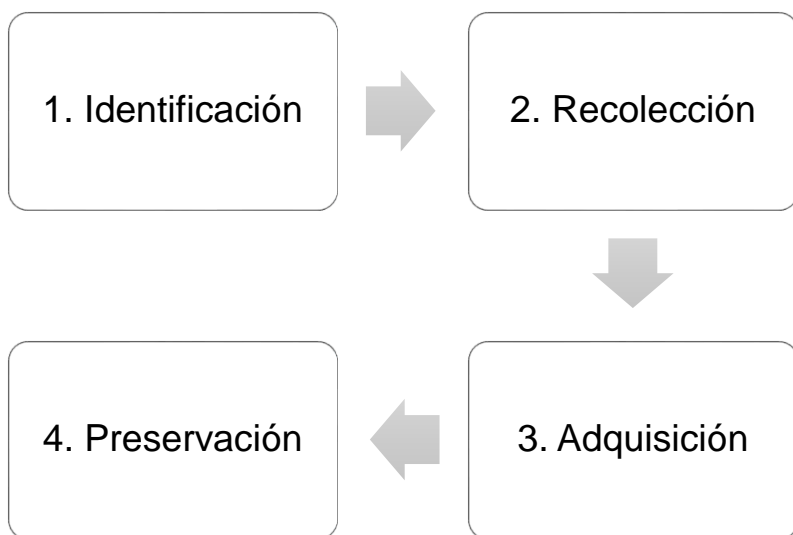 1. Identificación
2. Recolección
3. Adquisición
4. Preservación